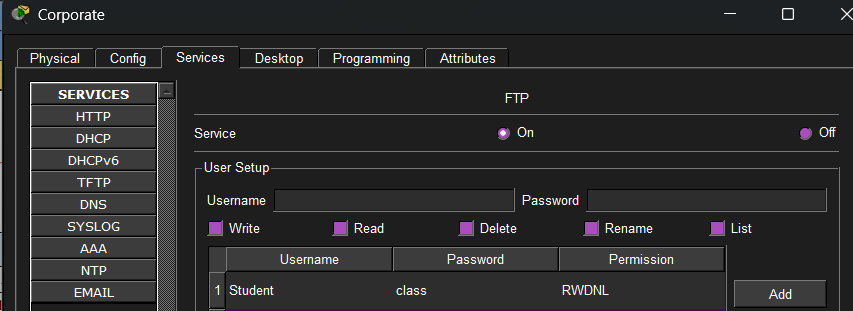 Corporate
Physical Config Services Desktop Programming Attributes
SERVICES
HTTP
DHCP
DHCPv6
TFTP
DNS
SYSLOG
AAA
NTP
EMAIL
FTP
Service On Off
User Setup
Username Password
Write Read Delete Rename List
Username Password Permission
1 Student class RWDNL
Add